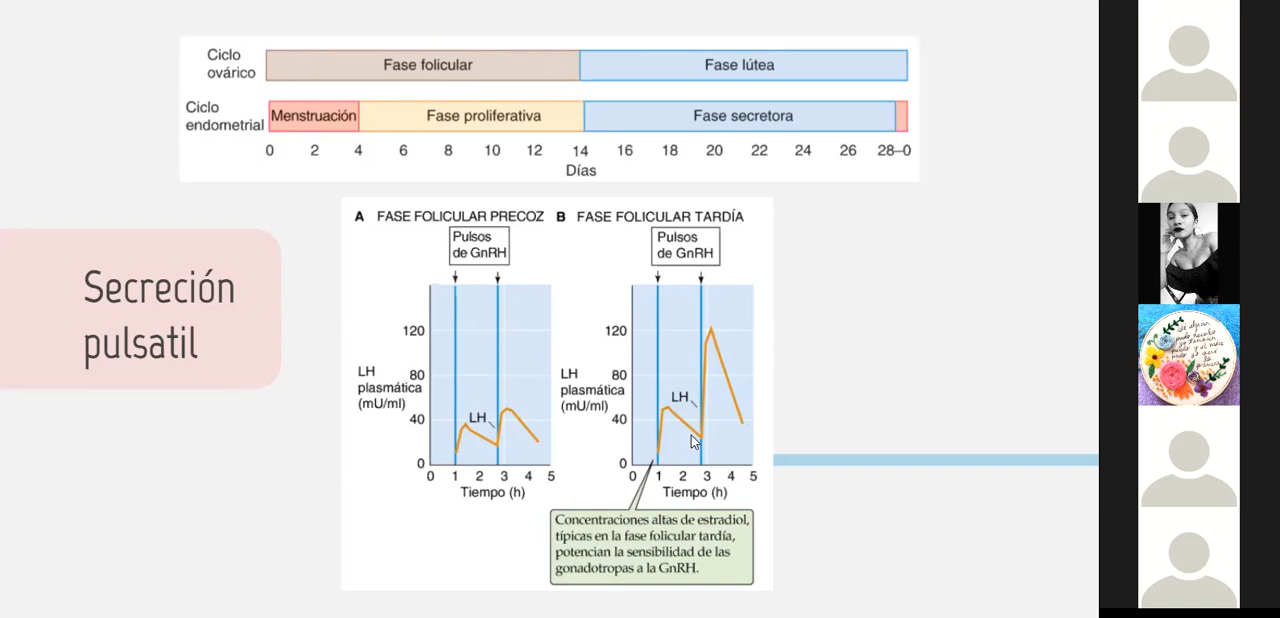 Ciclo
ovárico
Fase folicular
Fase lútea
Ciclo
endometrial
Menstruación
Fase proliferativa
Fase secretora
0 2 4 6 8 10 12 14 16 18 20 22 24 26 28–0
Días
Secreción
pulsatil
A FASE FOLICULAR PRECOZ
Pulsos
de GnRH
LH
plasmática
(mU/ml)
120
80
40
0
LH
0 1 2 3 4 5
Tiempo (h)
B FASE FOLICULAR TARDÍA
Pulsos
de GnRH
LH
plasmática
(mU/ml)
120
80
40
0
LH
0 1 2 3 4 5
Tiempo (h)
Concentraciones altas de estradiol,
típicas en la fase folicular tardía,
potencian la sensibilidad de las
gonadotropas a la GnRH.